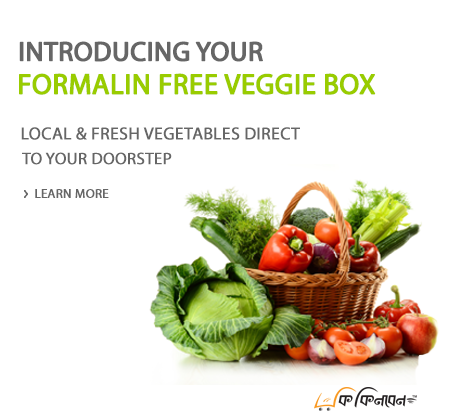 INTRODUCING YOUR
FORMALIN FREE VEGGIE BOX
LOCAL & FRESH VEGETABLES DIRECT
TO YOUR DOORSTEP
› LEARN MORE
কি কিনবেন